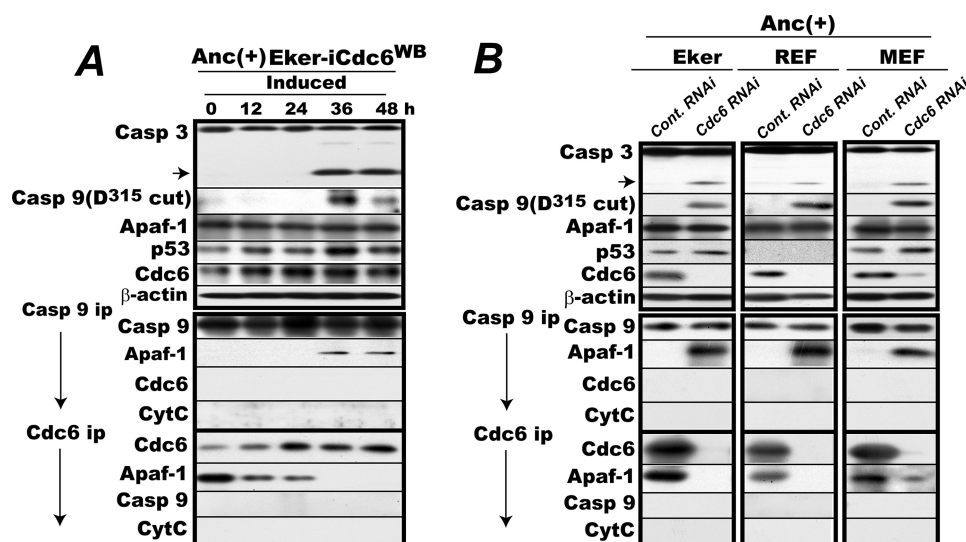 A
Anc(+)Eker-iCdc6WB
Induced
0 12 24 36 48 h
Casp 3
Casp 9(D315 cut)
Apaf-1
p53
Cdc6
β-actin
Casp 9 ip
Casp 9
Apaf-1
Cdc6
CytC
Cdc6 ip
Cdc6
Apaf-1
Casp 9
CytC
B
Anc(+)
Eker REF MEF
Cont. RNAi Cdc6 RNAi Cont. RNAi Cdc6 RNAi Cont. RNAi Cdc6 RNAi
Casp 3
Casp 9(D315 cut)
Apaf-1
p53
Cdc6
β-actin
Casp 9 ip
Casp 9
Apaf-1
Cdc6
CytC
Cdc6 ip
Cdc6
Apaf-1
Casp 9
CytC